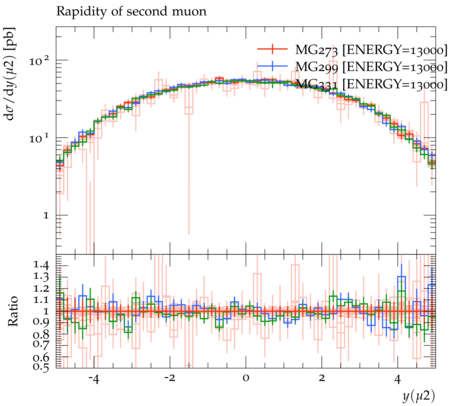 Rapidity of second muon
dσ/dy(μ2) [pb]
10²
10¹
1
MG273 [ENERGY=13000]
MG299 [ENERGY=13000]
MG331 [ENERGY=13000]
Ratio
1.4
1.3
1.2
1.1
1
0.9
0.8
0.7
0.6
0.5
-4 -2 0 2 4
y(μ2)